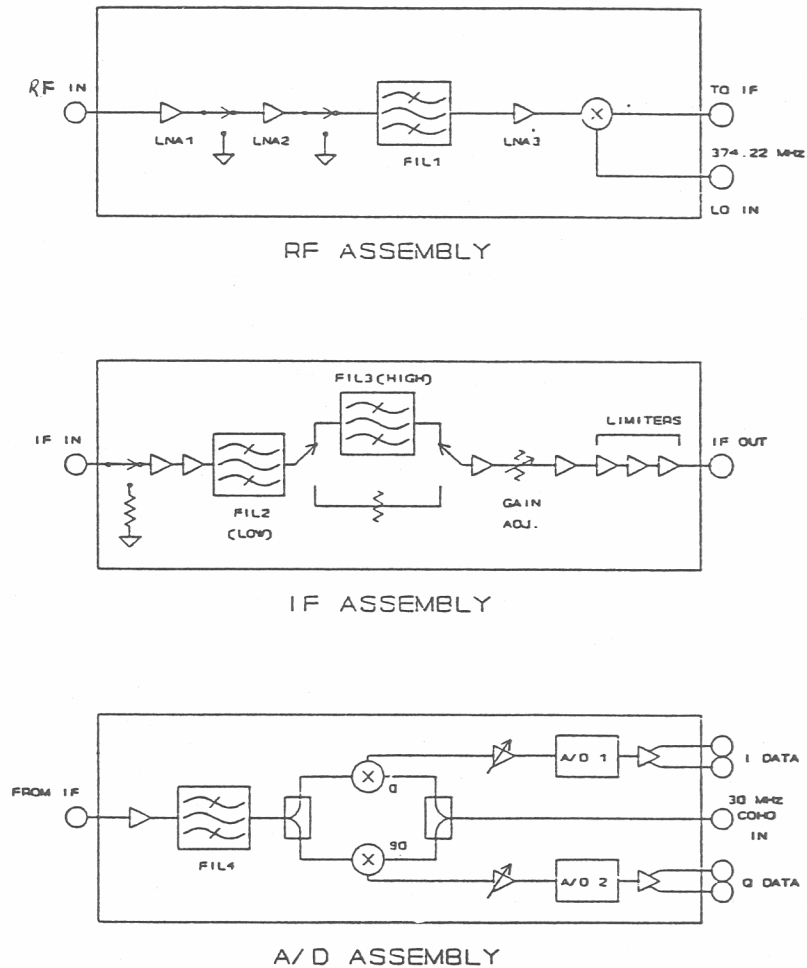 RF IN
TO IF
LNA1
LNA2
FIL1
LNA3
374.22 MHz
LO IN
RF ASSEMBLY
FIL3(HIGH)
LIMITERS
IF IN
IF OUT
FIL2
(LOW)
GAIN
ADJ.
IF ASSEMBLY
A/D 1
I DATA
0
FROM IF
30 MHz
COHO
IN
90
FIL4
A/D 2
Q DATA
A/D ASSEMBLY